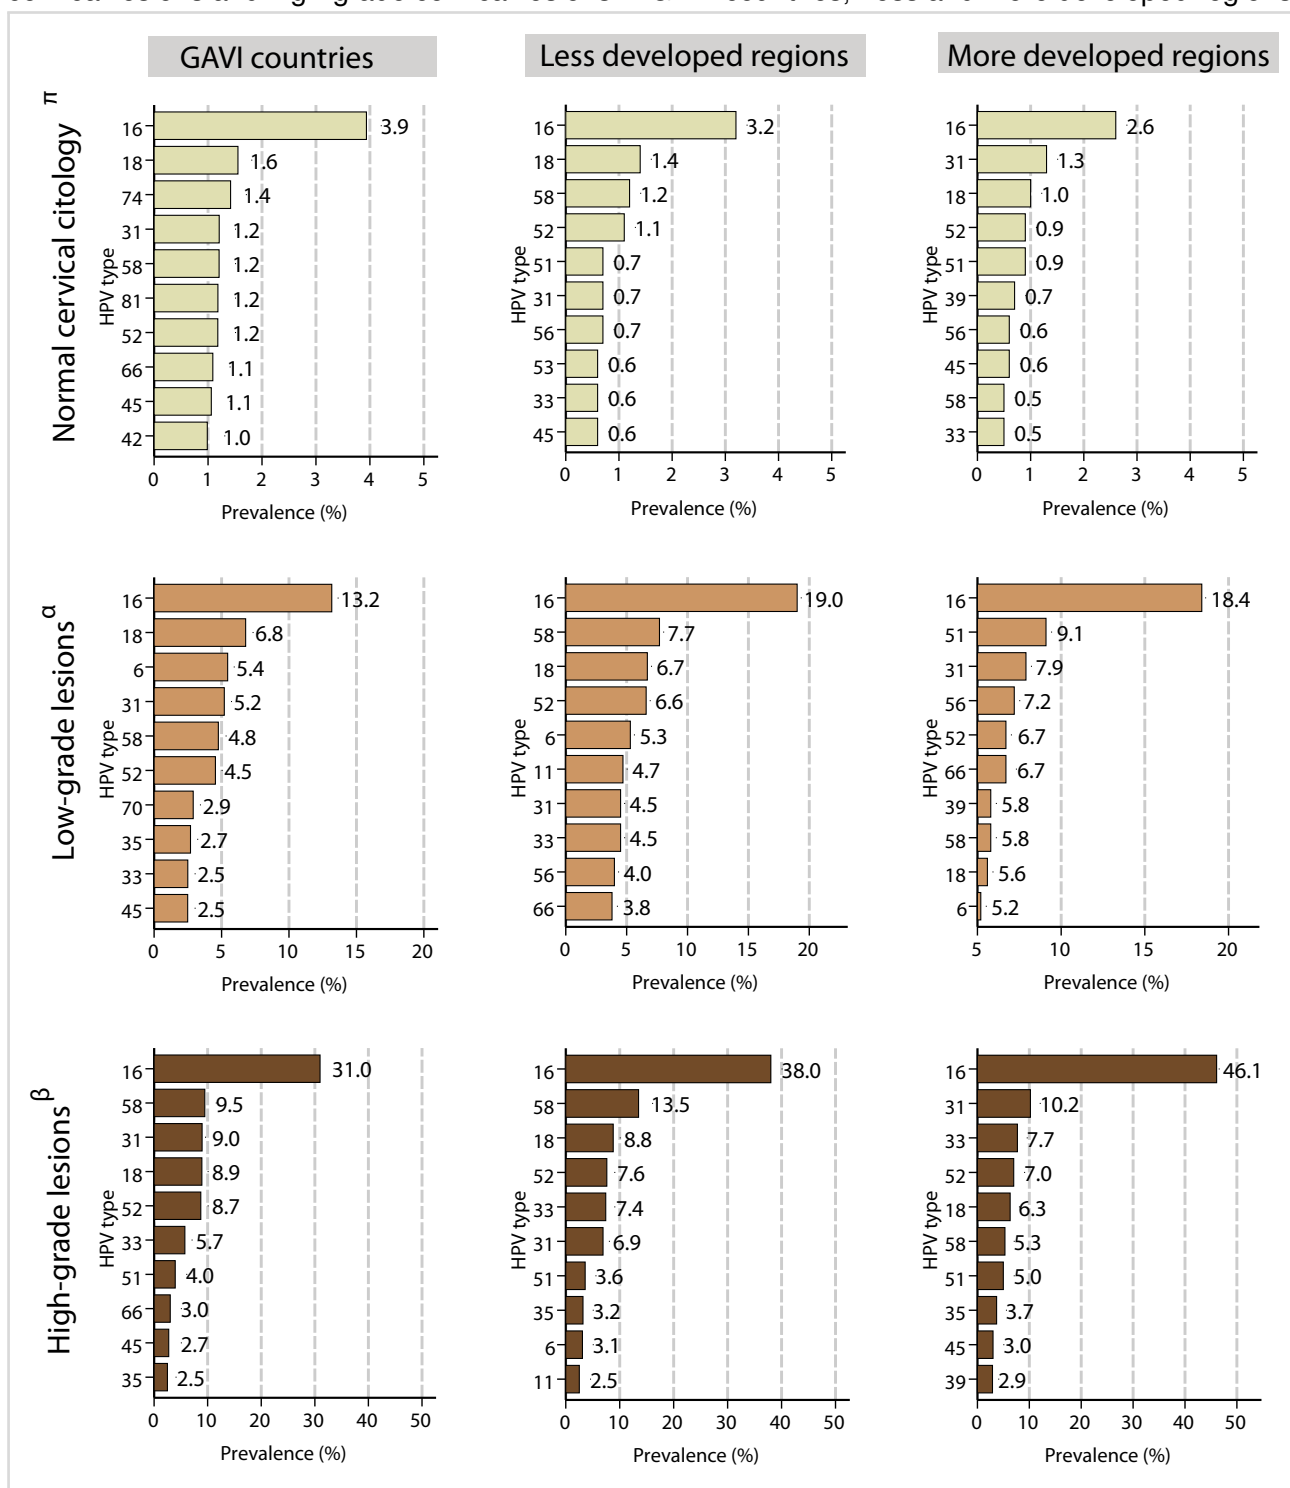 GAVI countries
Less developed regions
More developed regions
Normal cervical citology π
HPV type
16 3.9
18 1.6
74 1.4
31 1.2
58 1.2
81 1.2
52 1.2
66 1.1
45 1.1
42 1.0
0 1 2 3 4 5
Prevalence (%)
HPV type
16 3.2
18 1.4
58 1.2
52 1.1
51 0.7
31 0.7
56 0.7
53 0.6
33 0.6
45 0.6
0 1 2 3 4 5
Prevalence (%)
HPV type
16 2.6
31 1.3
18 1.0
52 0.9
51 0.9
39 0.7
56 0.6
45 0.6
58 0.5
33 0.5
0 1 2 3 4 5
Prevalence (%)
Low-grade lesions α
HPV type
16 13.2
18 6.8
6 5.4
31 5.2
58 4.8
52 4.5
70 2.9
35 2.7
33 2.5
45 2.5
0 5 10 15 20
Prevalence (%)
HPV type
16 19.0
58 7.7
18 6.7
52 6.6
6 5.3
11 4.7
31 4.5
33 4.5
56 4.0
66 3.8
0 5 10 15 20
Prevalence (%)
HPV type
16 18.4
51 9.1
31 7.9
56 7.2
52 6.7
66 6.7
39 5.8
58 5.8
18 5.6
6 5.2
5 10 15 20
Prevalence (%)
High-grade lesions β
HPV type
16 31.0
58 9.5
31 9.0
18 8.9
52 8.7
33 5.7
51 4.0
66 3.0
45 2.7
35 2.5
0 10 20 30 40 50
Prevalence (%)
HPV type
16 38.0
58 13.5
18 8.8
52 7.6
33 7.4
31 6.9
51 3.6
35 3.2
6 3.1
11 2.5
0 10 20 30 40 50
Prevalence (%)
HPV type
16 46.1
31 10.2
33 7.7
52 7.0
18 6.3
58 5.3
51 5.0
35 3.7
45 3.0
39 2.9
0 10 20 30 40 50
Prevalence (%)